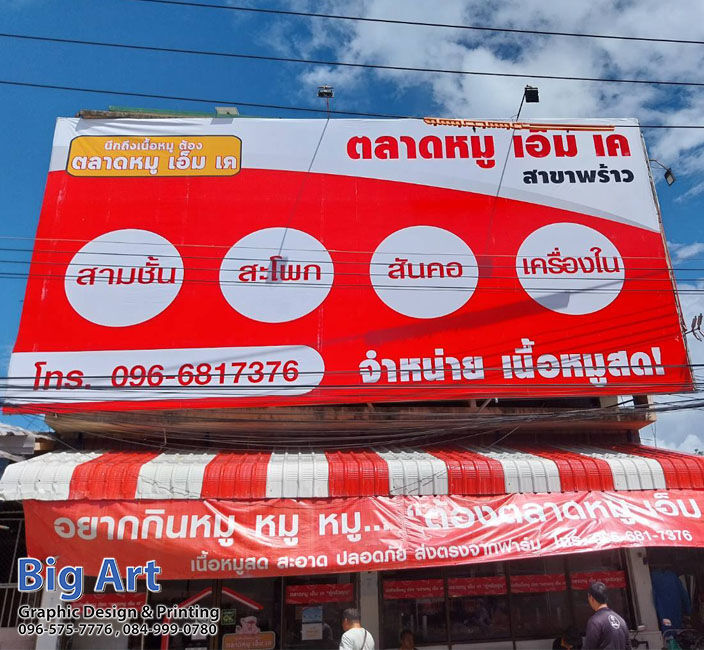 นึกถึงเนื้อหมู ต้อง
ตลาดหมู เอ็ม เค
ตลาดหมู เอ็ม เค
สาขาพร้าว
สามชั้น
สะโพก
สันคอ
เครื่องใน
โทร. 096-6817376
จำหน่าย เนื้อหมูสด!
อยากกินหมู หมู หมู... "ต้องตลาดหมู เอ็ม
เนื้อหมูสด สะอาด ปลอดภัย ส่งตรงจากฟาร์ม โทร. 096-681-7376
Big Art
Graphic Design & Printing
096-575-7776 , 084-999-0780